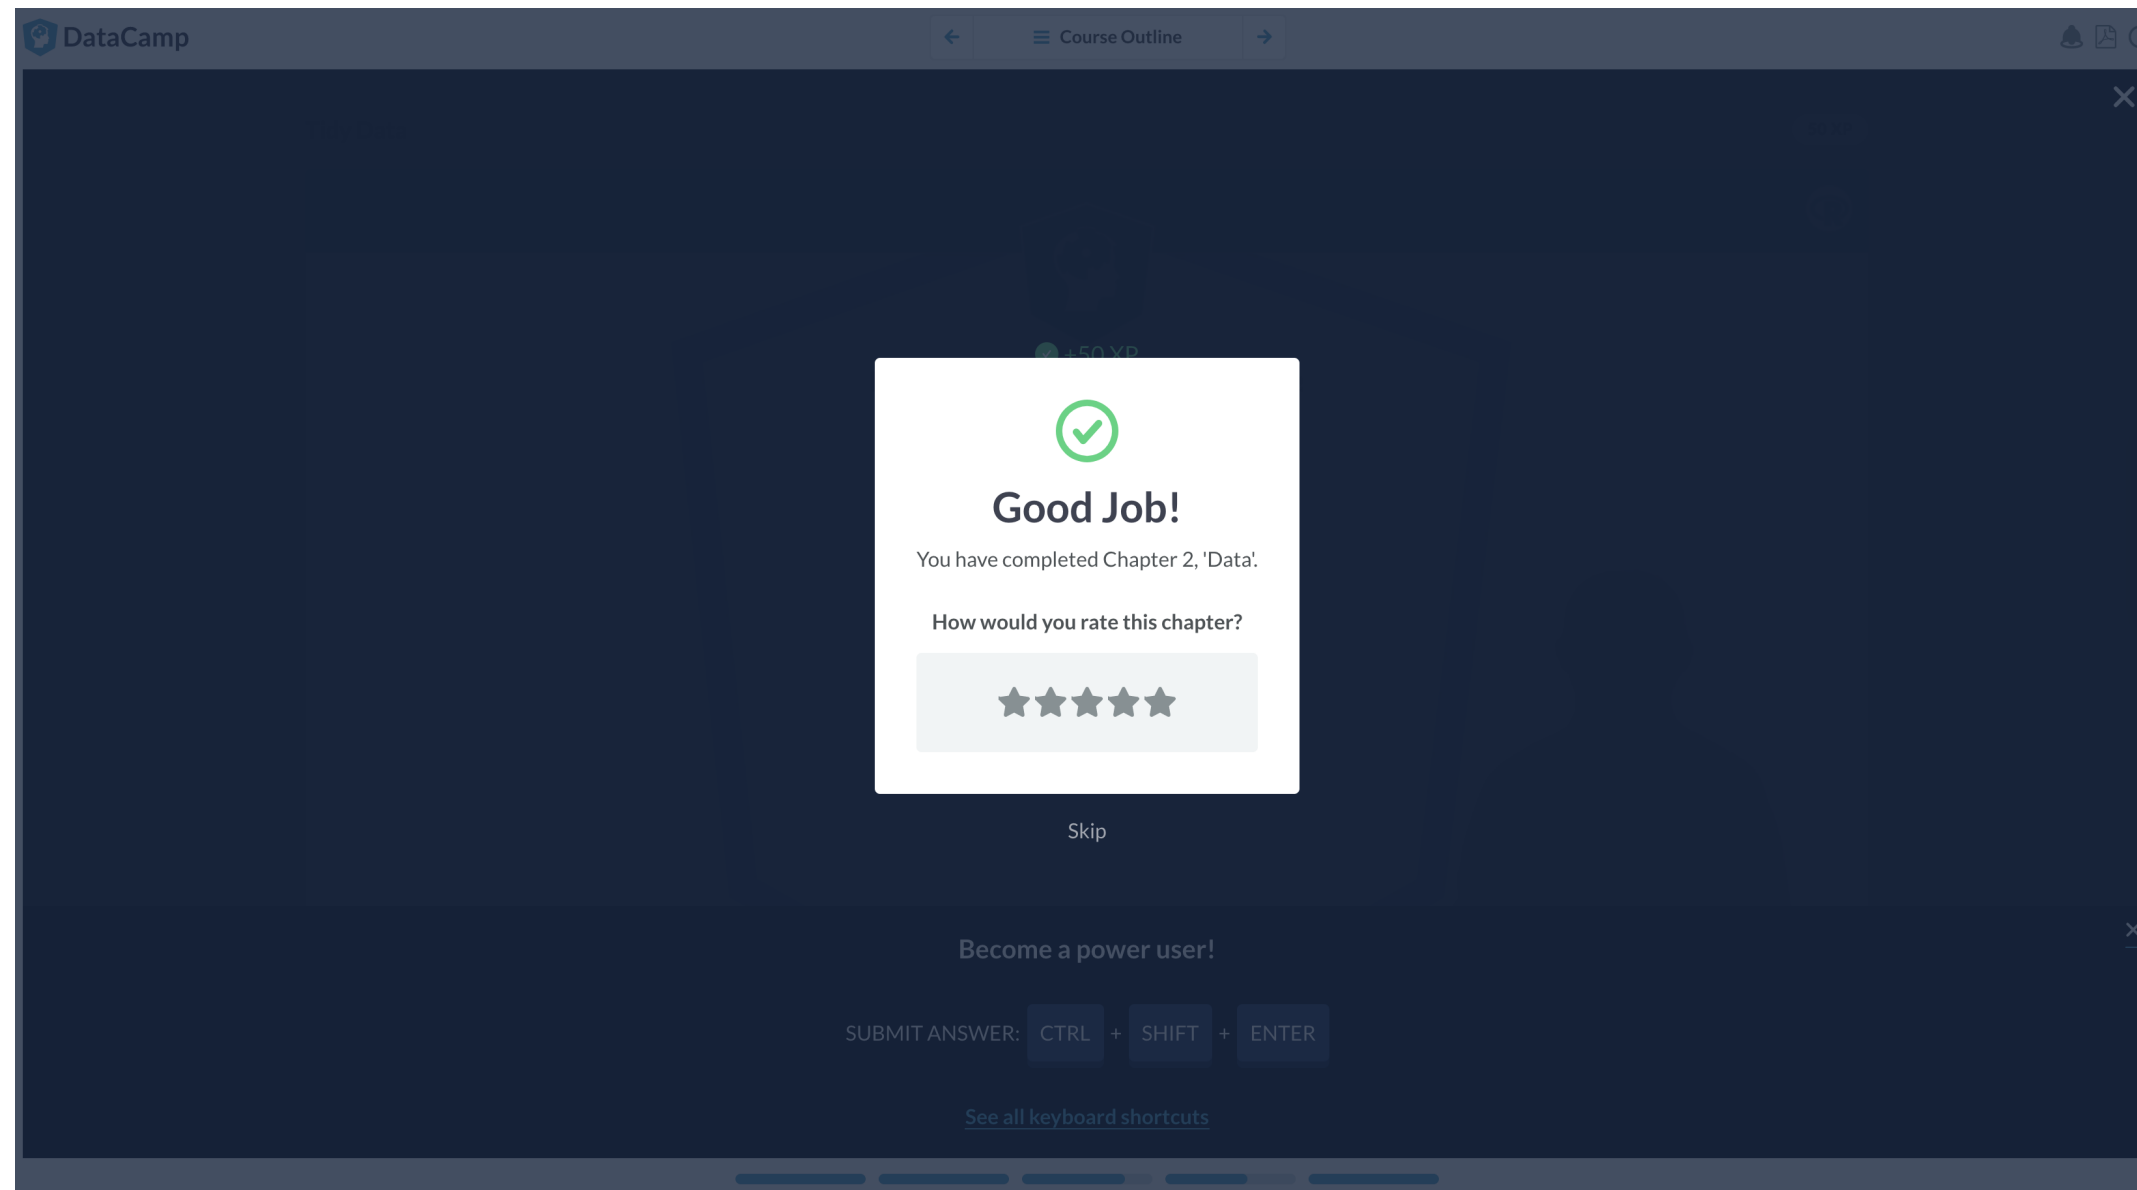 DataCamp
Course Outline
+50 XP
Good Job!
You have completed Chapter 2, 'Data'.
How would you rate this chapter?
Skip
Become a power user!
SUBMIT ANSWER: CTRL + SHIFT + ENTER
See all keyboard shortcuts